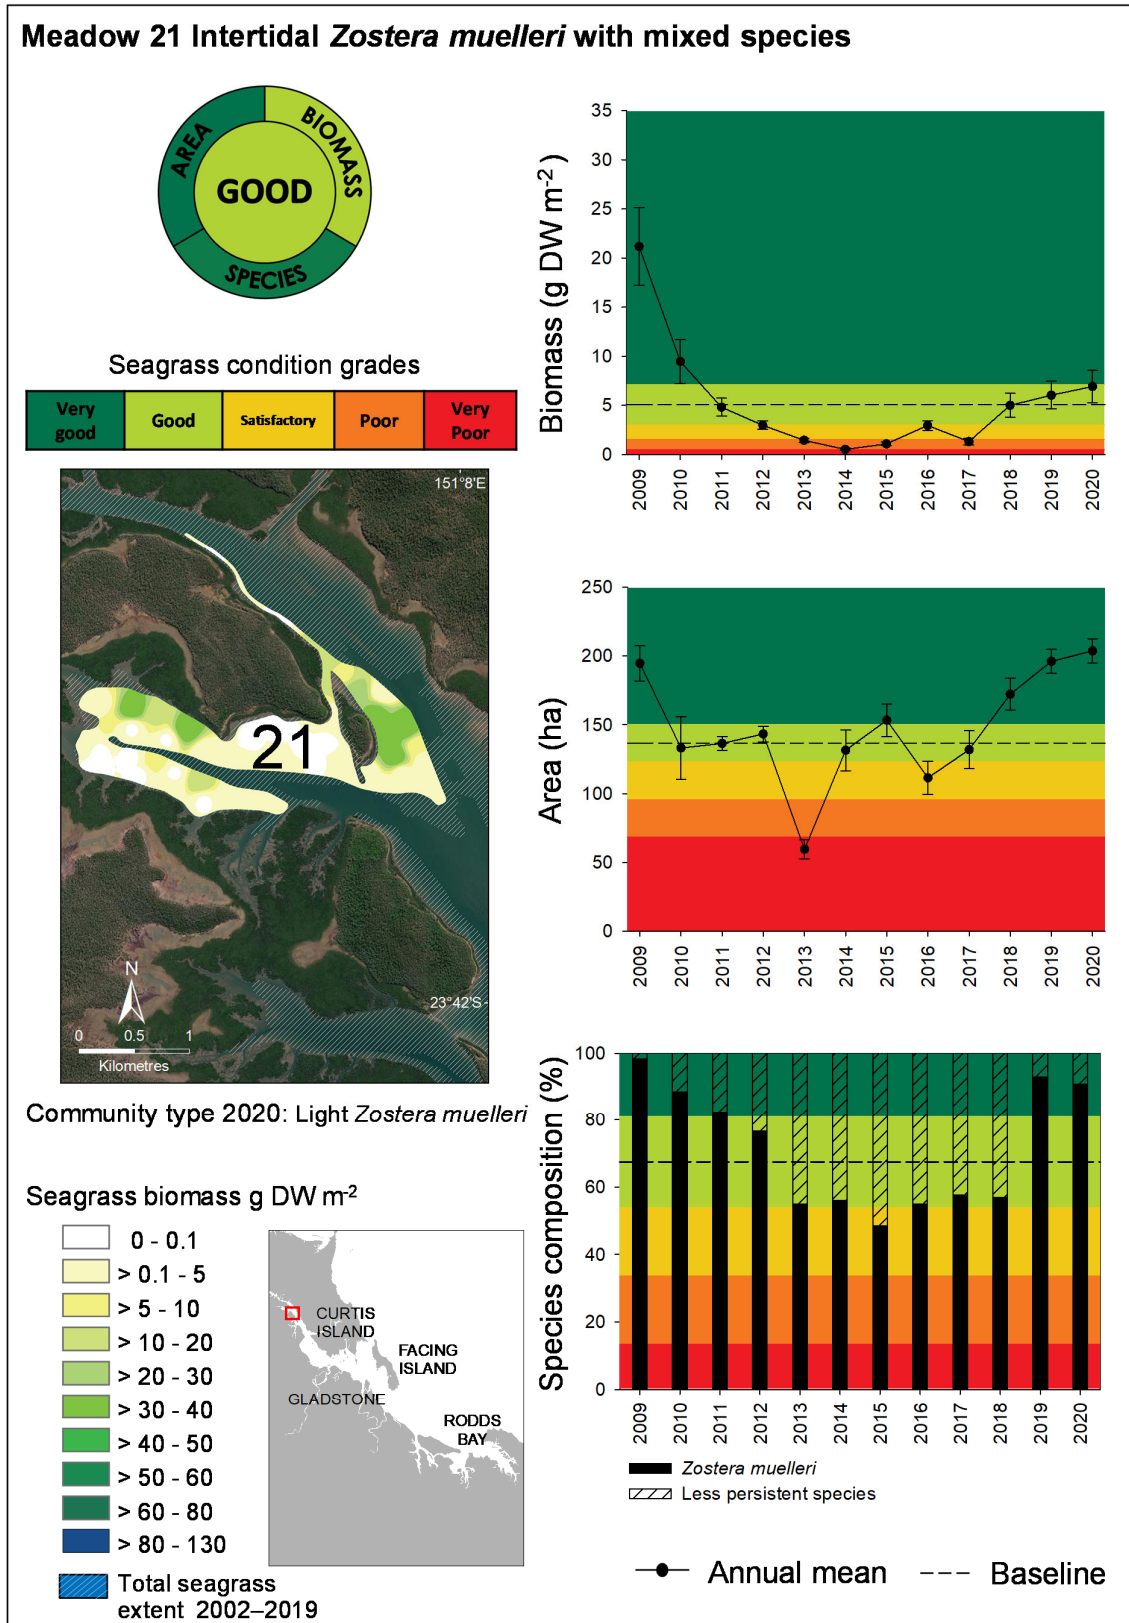 Meadow 21 Intertidal Zostera muelleri with mixed species
AREA
BIOMASS
GOOD
SPECIES
Seagrass condition grades
Very good
Good
Satisfactory
Poor
Very Poor
151°8'E
21
N
0 0.5 1
Kilometres
23°42'S
Community type 2020: Light Zostera muelleri
Seagrass biomass g DW m-2
0 - 0.1
> 0.1 - 5
> 5 - 10
> 10 - 20
> 20 - 30
> 30 - 40
> 40 - 50
> 50 - 60
> 60 - 80
> 80 - 130
Total seagrass
extent 2002–2019
CURTIS
ISLAND
FACING
ISLAND
GLADSTONE
RODDS
BAY
Biomass (g DW m-2)
35
30
25
20
15
10
5
0
2009 2010 2011 2012 2013 2014 2015 2016 2017 2018 2019 2020
Area (ha)
250
200
150
100
50
0
2009 2010 2011 2012 2013 2014 2015 2016 2017 2018 2019 2020
Species composition (%)
100
80
60
40
20
0
2009 2010 2011 2012 2013 2014 2015 2016 2017 2018 2019 2020
Zostera muelleri
Less persistent species
Annual mean
Baseline